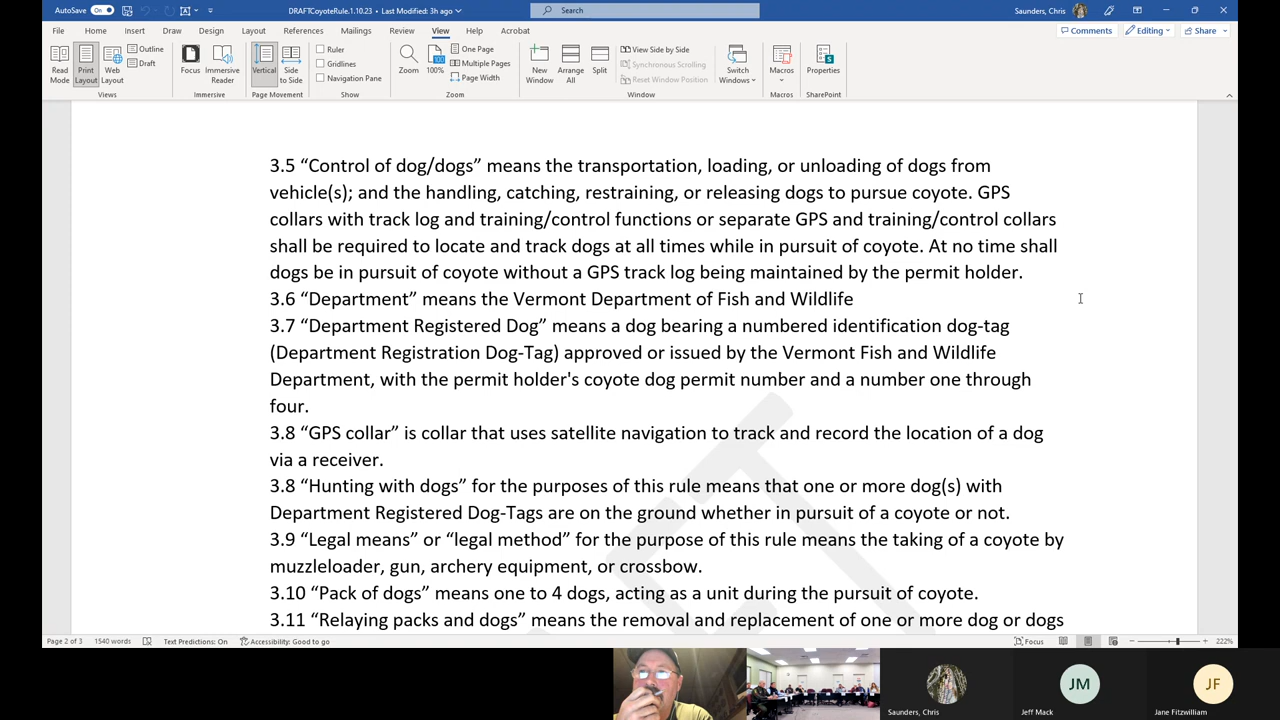 AutoSave On DRAFTCoyoteRule.1.10.23 • Last Modified: 3h ago Search Saunders, Chris
File Home Insert Draw Design Layout References Mailings Review View Help Acrobat Comments Editing Share
Read Mode Print Layout Web Layout Outline Draft Focus Immersive Reader Vertical Side to Side Ruler Gridlines Navigation Pane Zoom 100% One Page Multiple Pages Page Width New Window Arrange All Split View Side by Side Synchronous Scrolling Reset Window Position Switch Windows Macros Properties
Views Immersive Page Movement Show Zoom Window Macros SharePoint
3.5 “Control of dog/dogs” means the transportation, loading, or unloading of dogs from
vehicle(s); and the handling, catching, restraining, or releasing dogs to pursue coyote. GPS
collars with track log and training/control functions or separate GPS and training/control collars
shall be required to locate and track dogs at all times while in pursuit of coyote. At no time shall
dogs be in pursuit of coyote without a GPS track log being maintained by the permit holder.
3.6 “Department” means the Vermont Department of Fish and Wildlife
3.7 “Department Registered Dog” means a dog bearing a numbered identification dog-tag
(Department Registration Dog-Tag) approved or issued by the Vermont Fish and Wildlife
Department, with the permit holder's coyote dog permit number and a number one through
four.
3.8 “GPS collar” is collar that uses satellite navigation to track and record the location of a dog
via a receiver.
3.8 “Hunting with dogs” for the purposes of this rule means that one or more dog(s) with
Department Registered Dog-Tags are on the ground whether in pursuit of a coyote or not.
3.9 “Legal means” or “legal method” for the purpose of this rule means the taking of a coyote by
muzzleloader, gun, archery equipment, or crossbow.
3.10 “Pack of dogs” means one to 4 dogs, acting as a unit during the pursuit of coyote.
3.11 “Relaying packs and dogs” means the removal and replacement of one or more dog or dogs
Page 2 of 3 1540 words Text Predictions: On Accessibility: Good to go Focus 222%
JM JF
Saunders, Chris Jeff Mack Jane Fitzwilliam